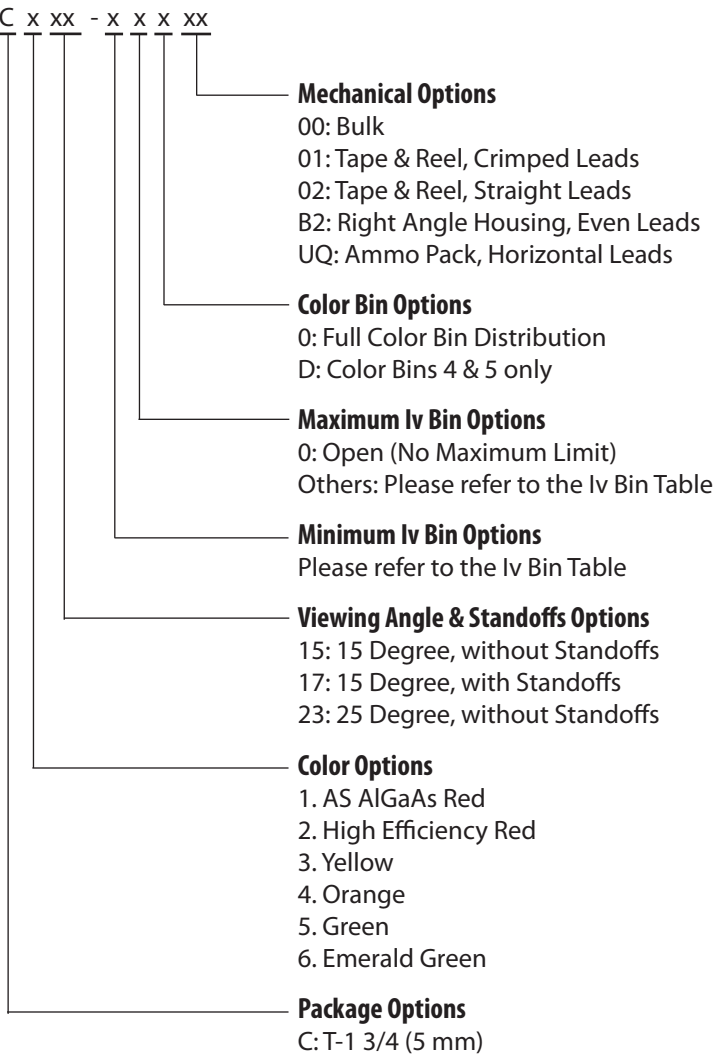 C x xx - x x x xx
Mechanical Options
00: Bulk
01: Tape & Reel, Crimped Leads
02: Tape & Reel, Straight Leads
B2: Right Angle Housing, Even Leads
UQ: Ammo Pack, Horizontal Leads
Color Bin Options
0: Full Color Bin Distribution
D: Color Bins 4 & 5 only
Maximum Iv Bin Options
0: Open (No Maximum Limit)
Others: Please refer to the Iv Bin Table
Minimum Iv Bin Options
Please refer to the Iv Bin Table
Viewing Angle & Standoffs Options
15: 15 Degree, without Standoffs
17: 15 Degree, with Standoffs
23: 25 Degree, without Standoffs
Color Options
1. AS AlGaAs Red
2. High Efficiency Red
3. Yellow
4. Orange
5. Green
6. Emerald Green
Package Options
C: T-1 3/4 (5 mm)